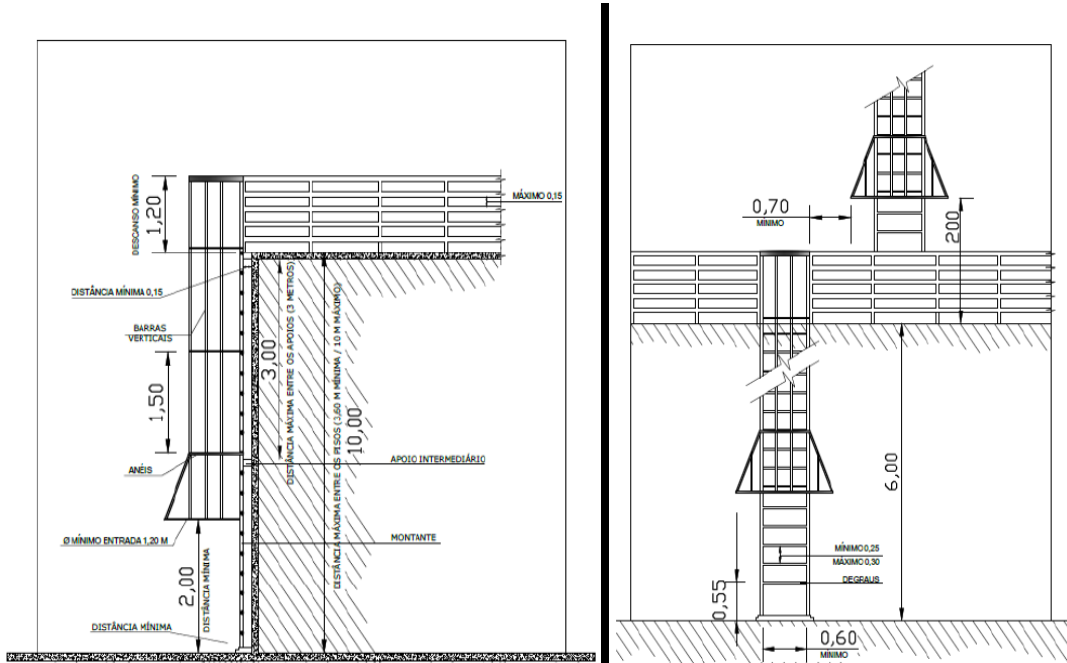 DESCANSO MÍNIMO
1,20
MÁXIMO 0,15
DISTÂNCIA MÍNIMA 0,15
BARRAS
VERTICAIS
3,00
DISTÂNCIA MÁXIMA ENTRE OS APOIOS (3 METROS)
DISTÂNCIA MÁXIMA ENTRE OS PISOS (3,60 M MÍNIMA / 10 M MÁXIMO)
10,00
1,50
ANÉIS
APOIO INTERMEDIÁRIO
Ø MÍNIMO ENTRADA 1,20 M
MONTANTE
2,00
DISTÂNCIA MÍNIMA
DISTÂNCIA MÍNIMA
0,70
MÍNIMO
200
6,00
MÍNIMO 0,25
MÁXIMO 0,30
DEGRAUS
0,55
0,60
MÍNIMO